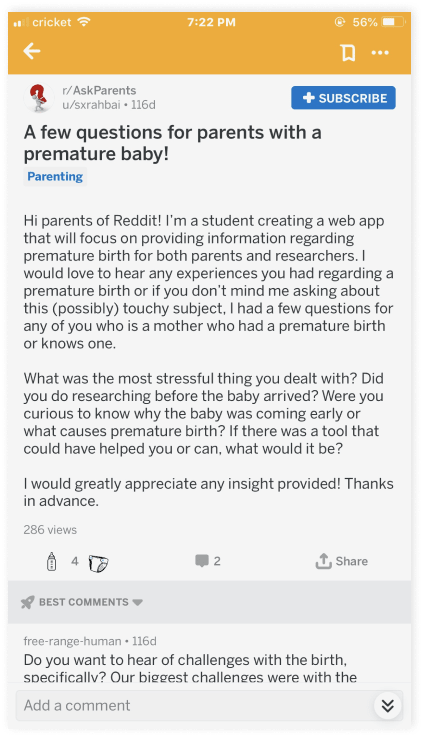 cricket 7:22 PM 56%
r/AskParents
u/sxrahbai • 116d
SUBSCRIBE
A few questions for parents with a
premature baby!
Parenting
Hi parents of Reddit! I'm a student creating a web app
that will focus on providing information regarding
premature birth for both parents and researchers. I
would love to hear any experiences you had regarding a
premature birth or if you don't mind me asking about
this (possibly) touchy subject, I had a few questions for
any of you who is a mother who had a premature birth
or knows one.
What was the most stressful thing you dealt with? Did
you do researching before the baby arrived? Were you
curious to know why the baby was coming early or
what causes premature birth? If there was a tool that
could have helped you or can, what would it be?
I would greatly appreciate any insight provided! Thanks
in advance.
286 views
4 2 Share
BEST COMMENTS
free-range-human • 116d
Do you want to hear of challenges with the birth,
specifically? Our biggest challenges were with the
Add a comment